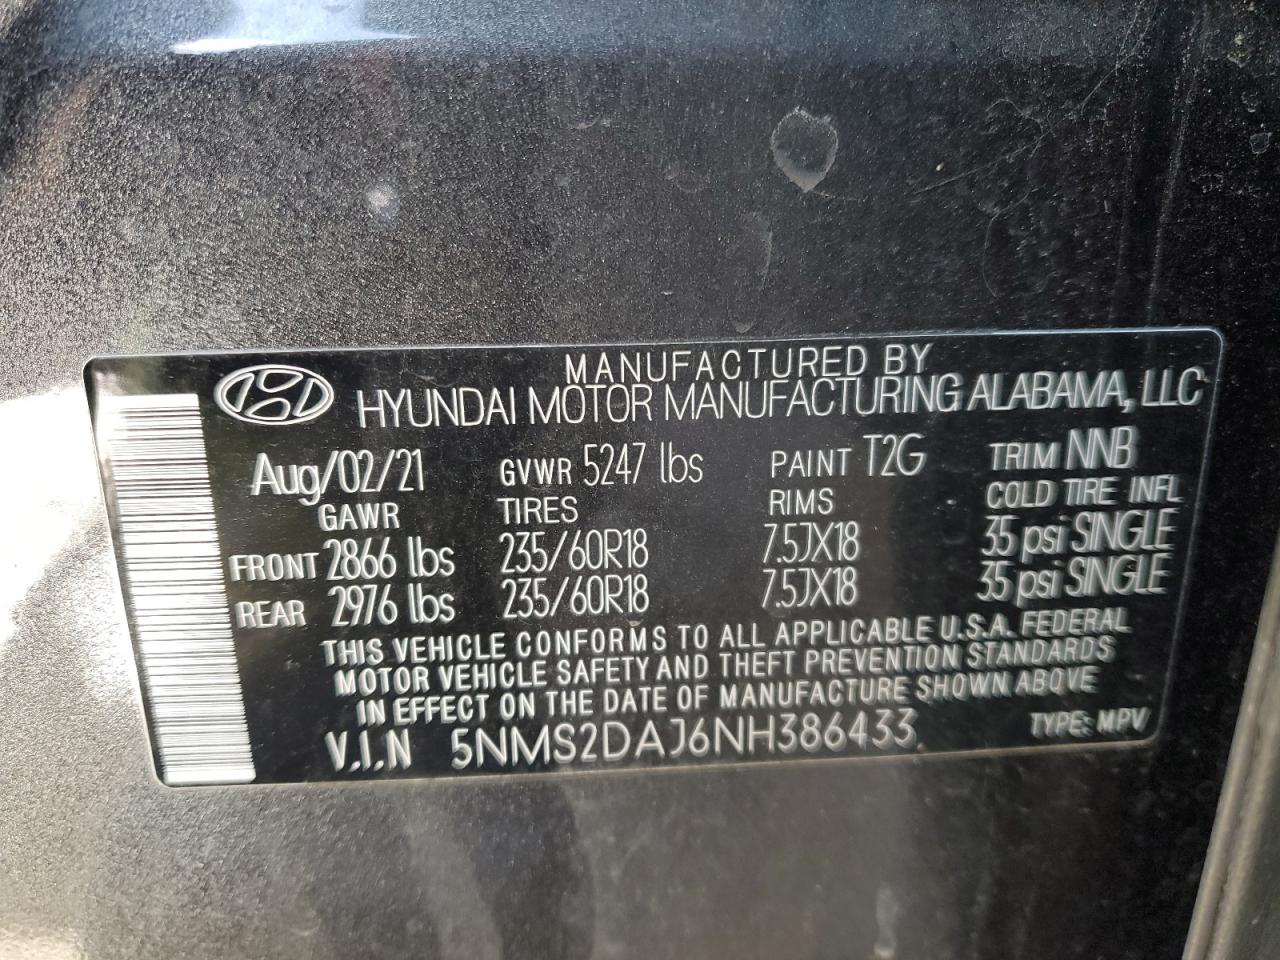 MANUFACTURED BY
HYUNDAI MOTOR MANUFACTURING ALABAMA, LLC
Aug/02/21 GVWR 5247 lbs PAINT T2G TRIM NNB
GAWR TIRES RIMS COLD TIRE INFL
FRONT 2866 lbs 235/60R18 7.5JX18 35 psi SINGLE
REAR 2976 lbs 235/60R18 7.5JX18 35 psi SINGLE
THIS VEHICLE CONFORMS TO ALL APPLICABLE U.S.A. FEDERAL
MOTOR VEHICLE SAFETY AND THEFT PREVENTION STANDARDS
IN EFFECT ON THE DATE OF MANUFACTURE SHOWN ABOVE
V.I.N 5NMS2DAJ6NH386433 TYPE: MPV